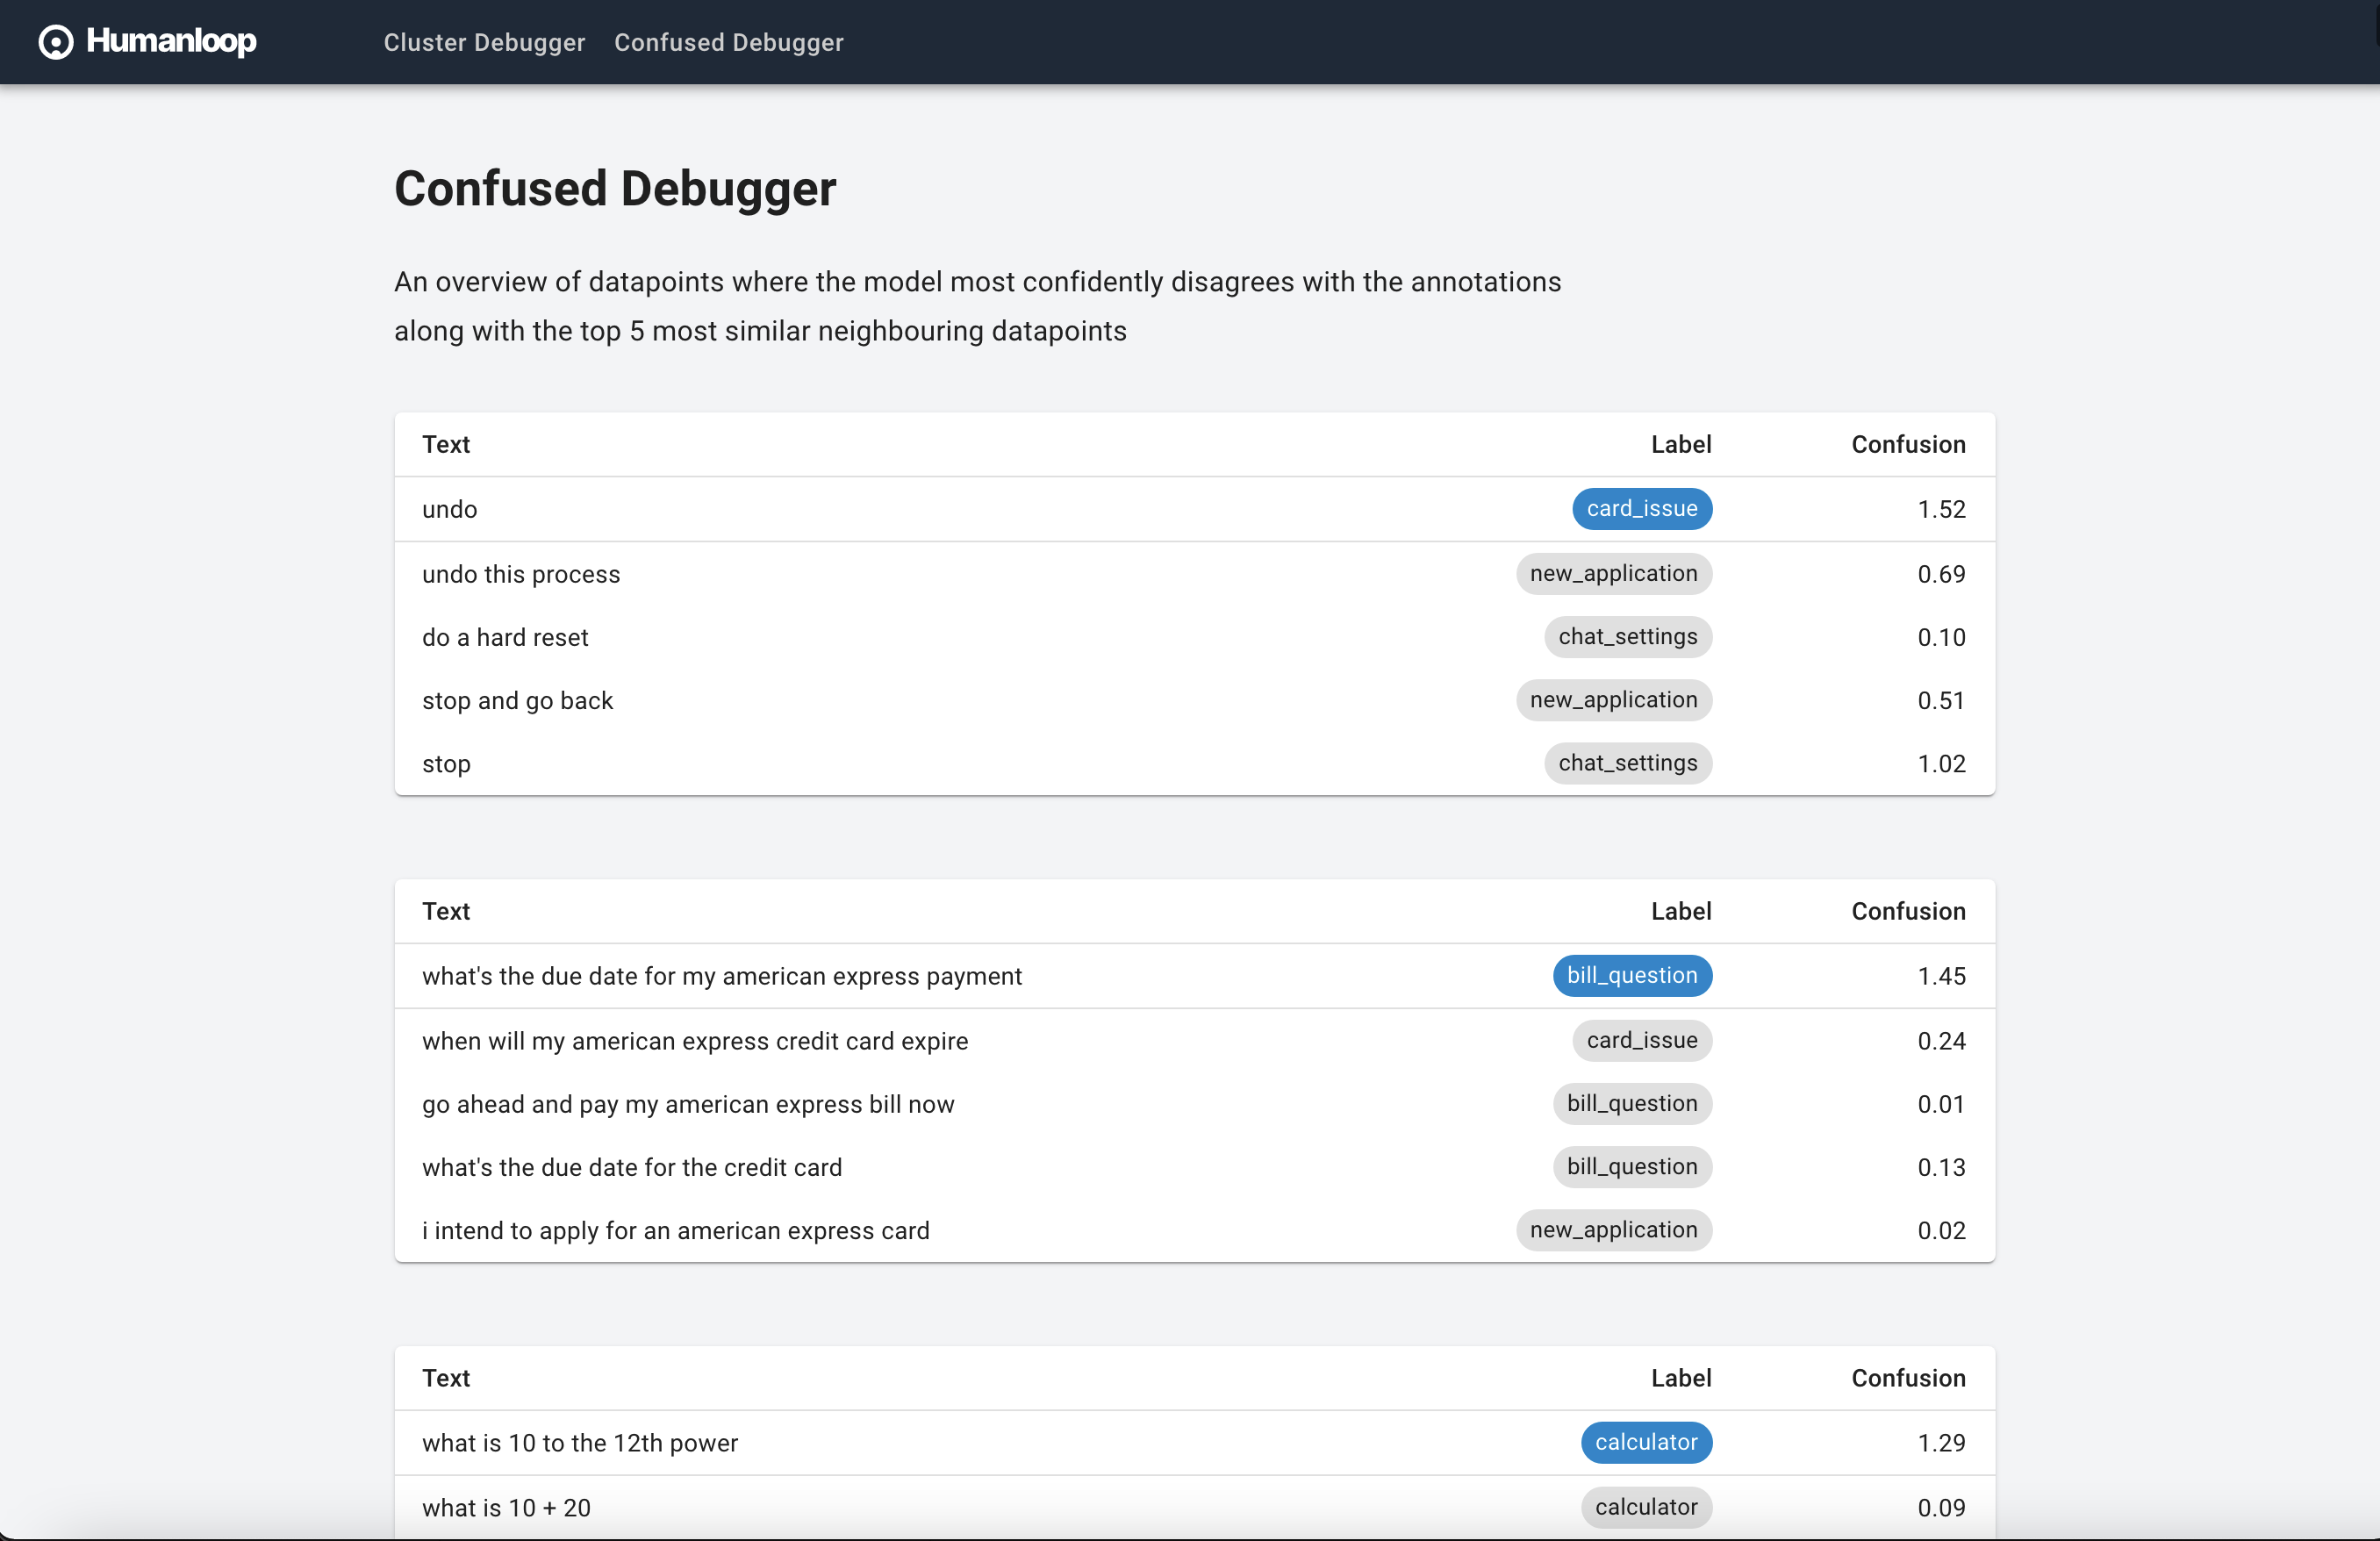 Humanloop Cluster Debugger Confused Debugger
Confused Debugger
An overview of datapoints where the model most confidently disagrees with the annotations
along with the top 5 most similar neighbouring datapoints
Text Label Confusion
undo card_issue 1.52
undo this process new_application 0.69
do a hard reset chat_settings 0.10
stop and go back new_application 0.51
stop chat_settings 1.02
Text Label Confusion
what's the due date for my american express payment bill_question 1.45
when will my american express credit card expire card_issue 0.24
go ahead and pay my american express bill now bill_question 0.01
what's the due date for the credit card bill_question 0.13
i intend to apply for an american express card new_application 0.02
Text Label Confusion
what is 10 to the 12th power calculator 1.29
what is 10 + 20 calculator 0.09